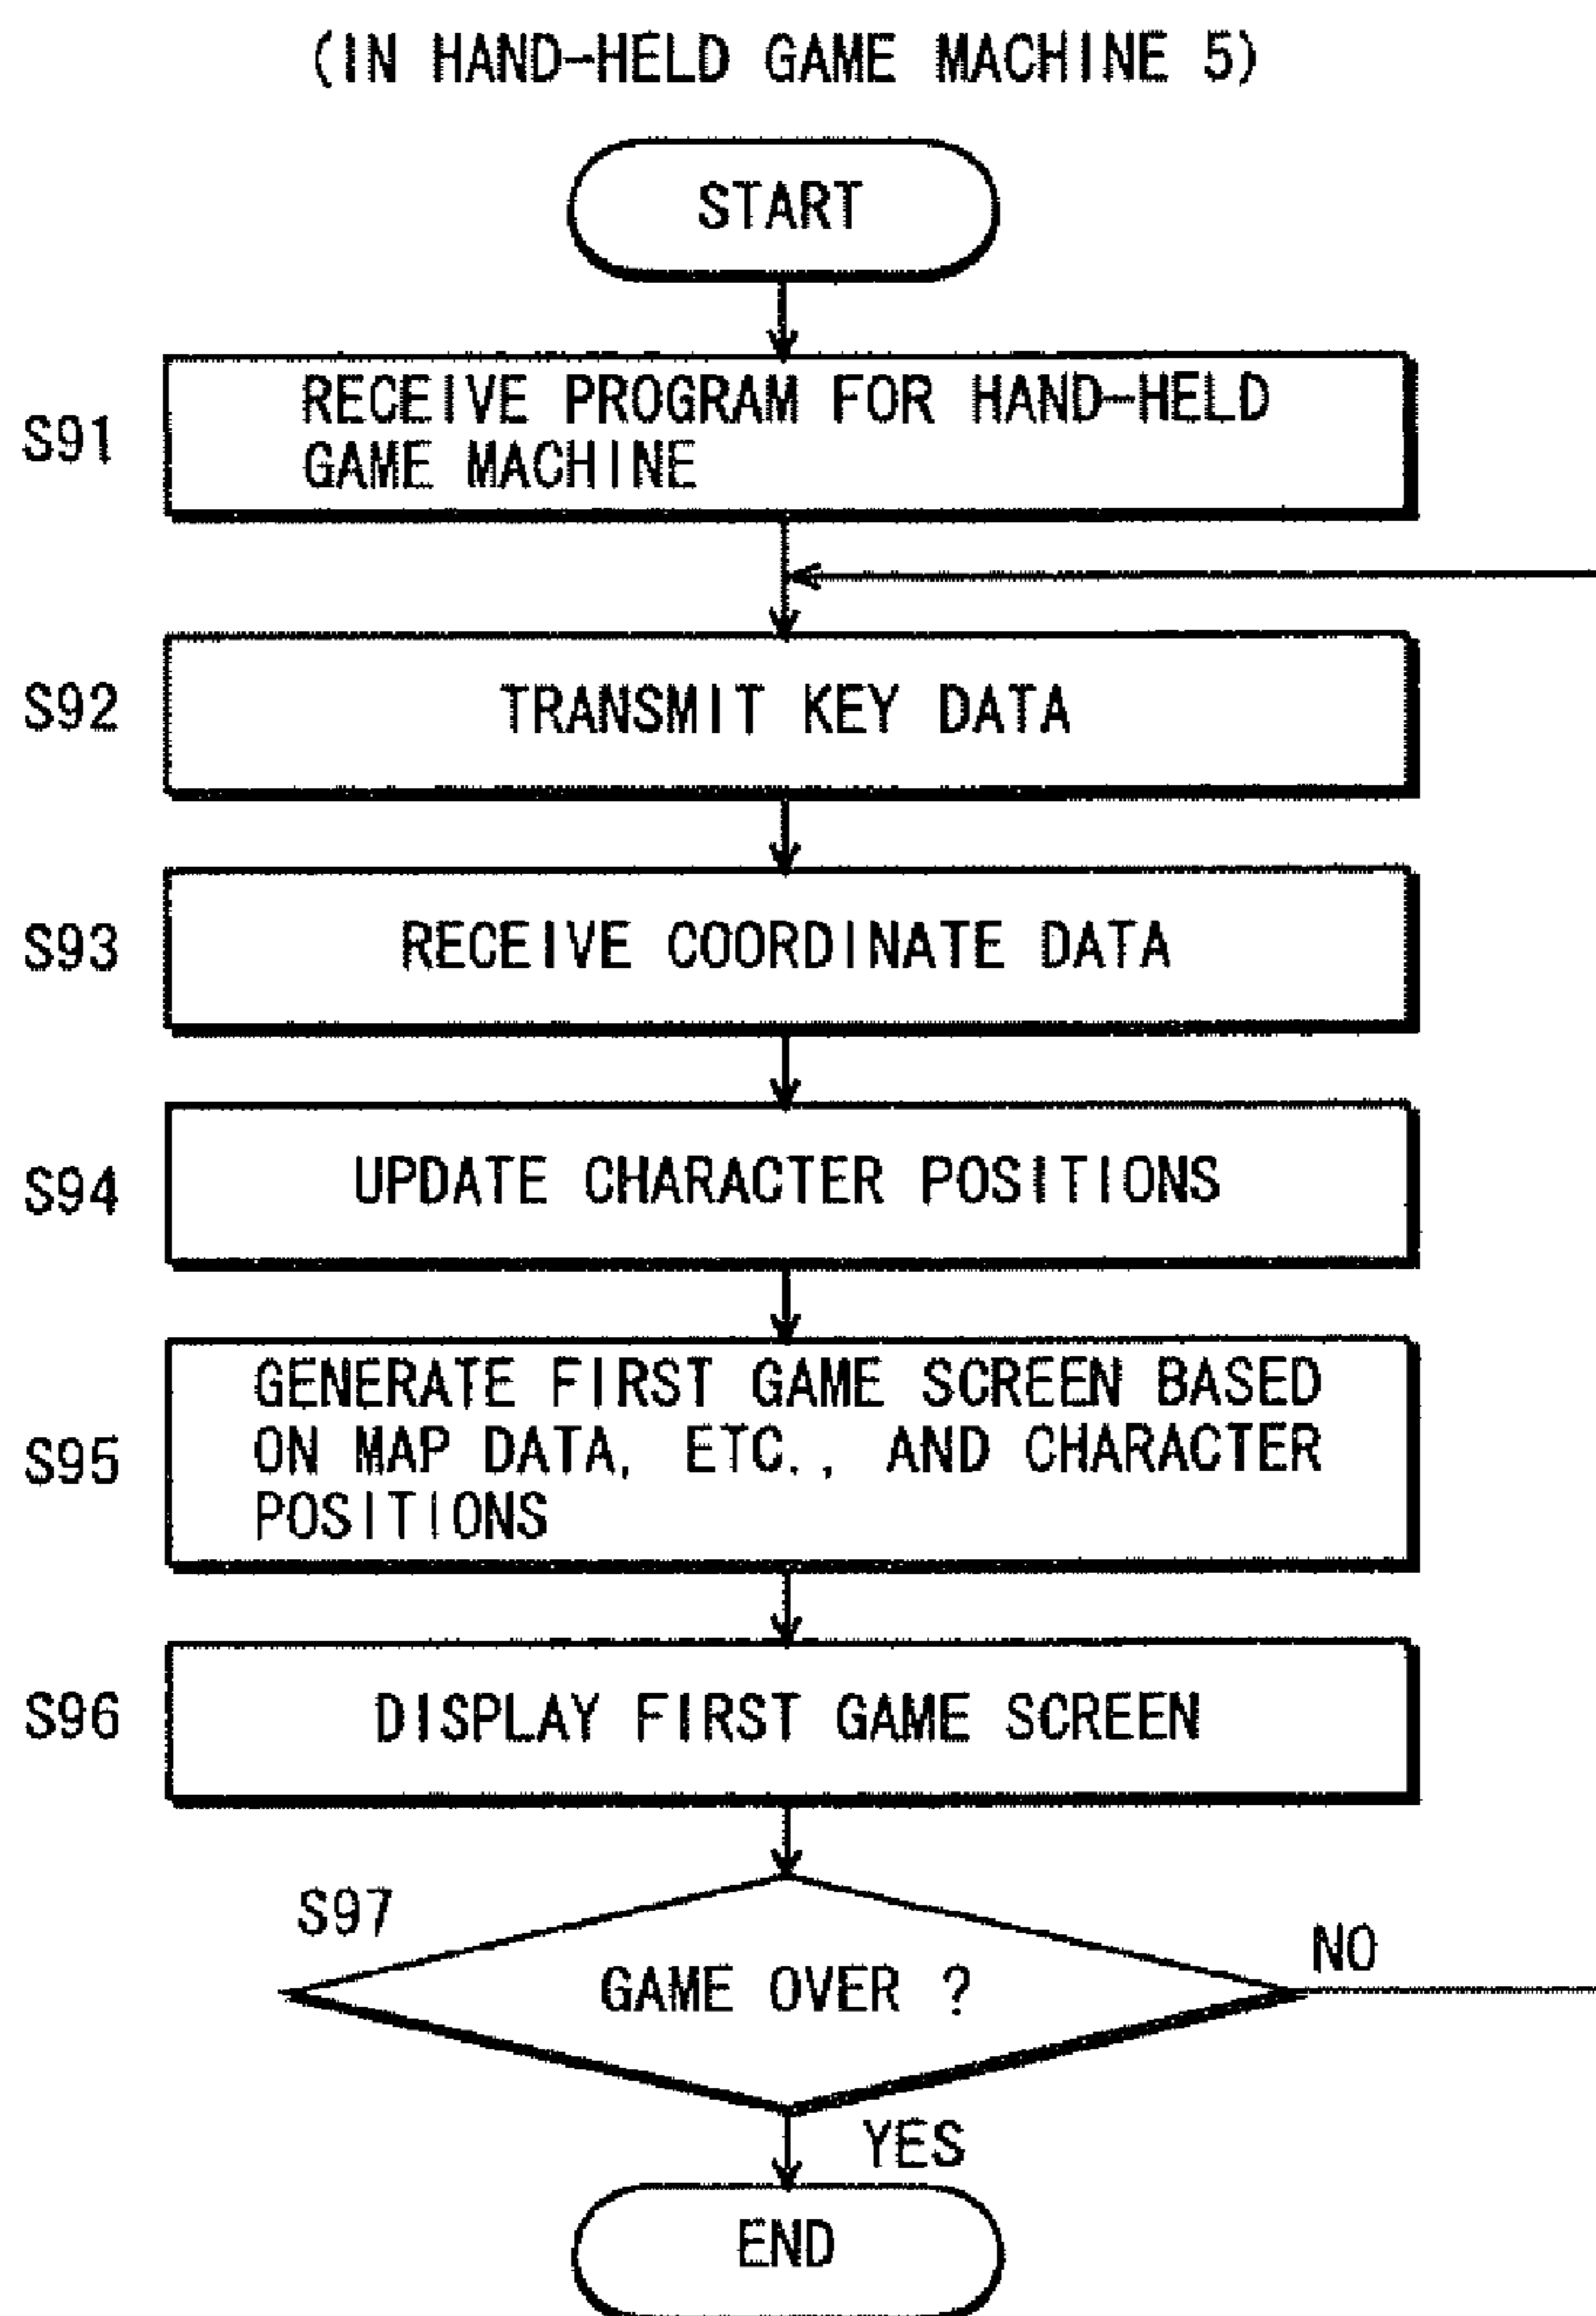 (IN HAND-HELD GAME MACHINE 5)
START
S91
RECEIVE PROGRAM FOR HAND-HELD
GAME MACHINE
S92
TRANSMIT KEY DATA
S93
RECEIVE COORDINATE DATA
S94
UPDATE CHARACTER POSITIONS
S95
GENERATE FIRST GAME SCREEN BASED
ON MAP DATA, ETC., AND CHARACTER
POSITIONS
S96
DISPLAY FIRST GAME SCREEN
S97
GAME OVER ?
NO
YES
END